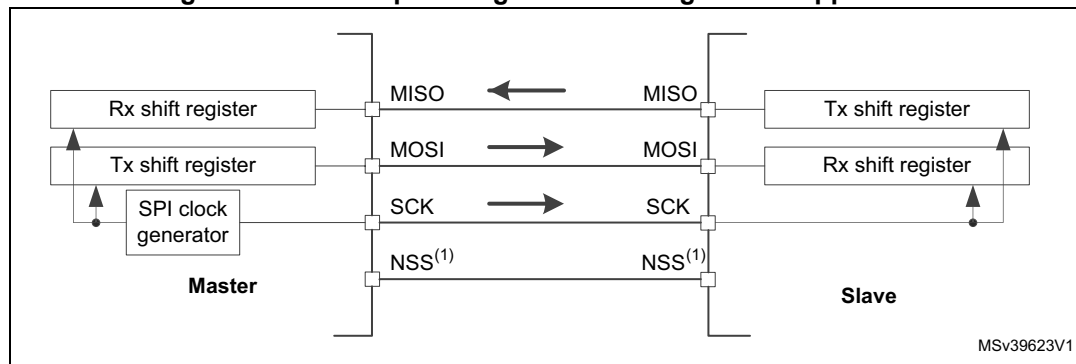 MISO MISO
Rx shift register Tx shift register
MOSI MOSI
Tx shift register Rx shift register
SCK SCK
SPI clock
generator
NSS(1) NSS(1)
Master Slave
MSv39623V1